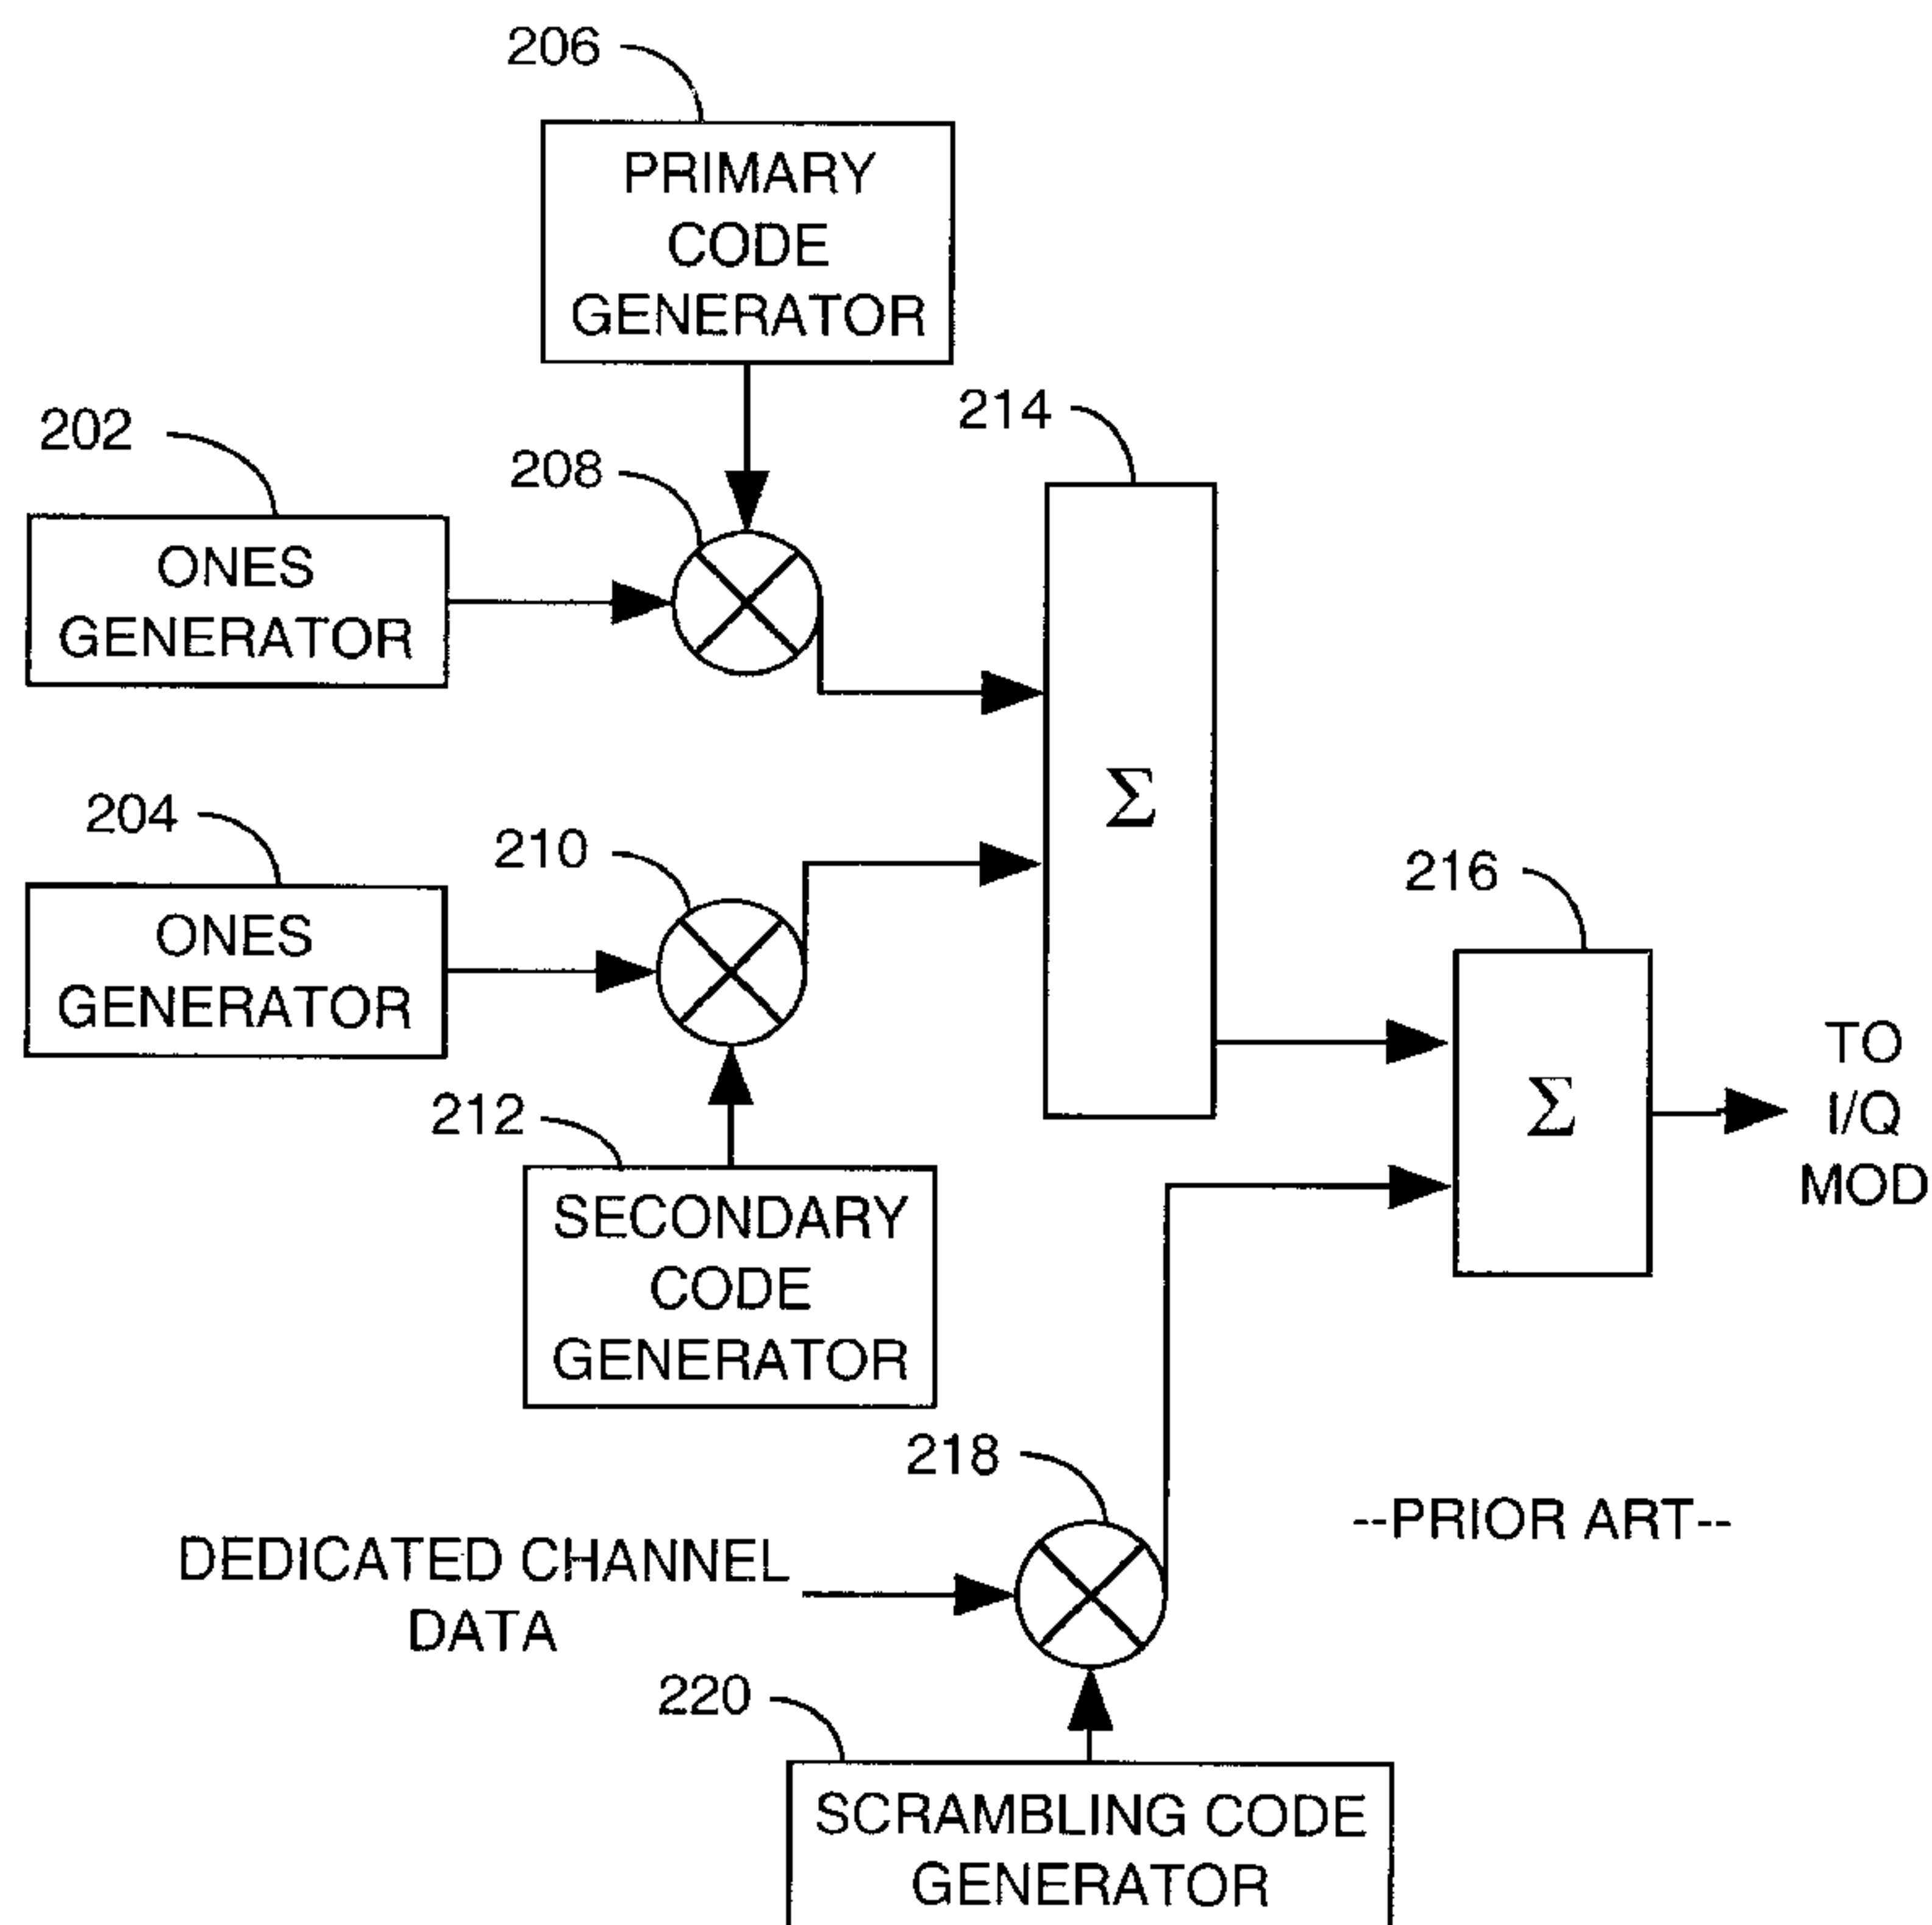 206
PRIMARY
CODE
GENERATOR
202
208
214
ONES
GENERATOR
Σ
204
210
216
ONES
GENERATOR
212
Σ
TO
I/Q
MOD
SECONDARY
CODE
GENERATOR
218
--PRIOR ART--
DEDICATED CHANNEL
DATA
220
SCRAMBLING CODE
GENERATOR